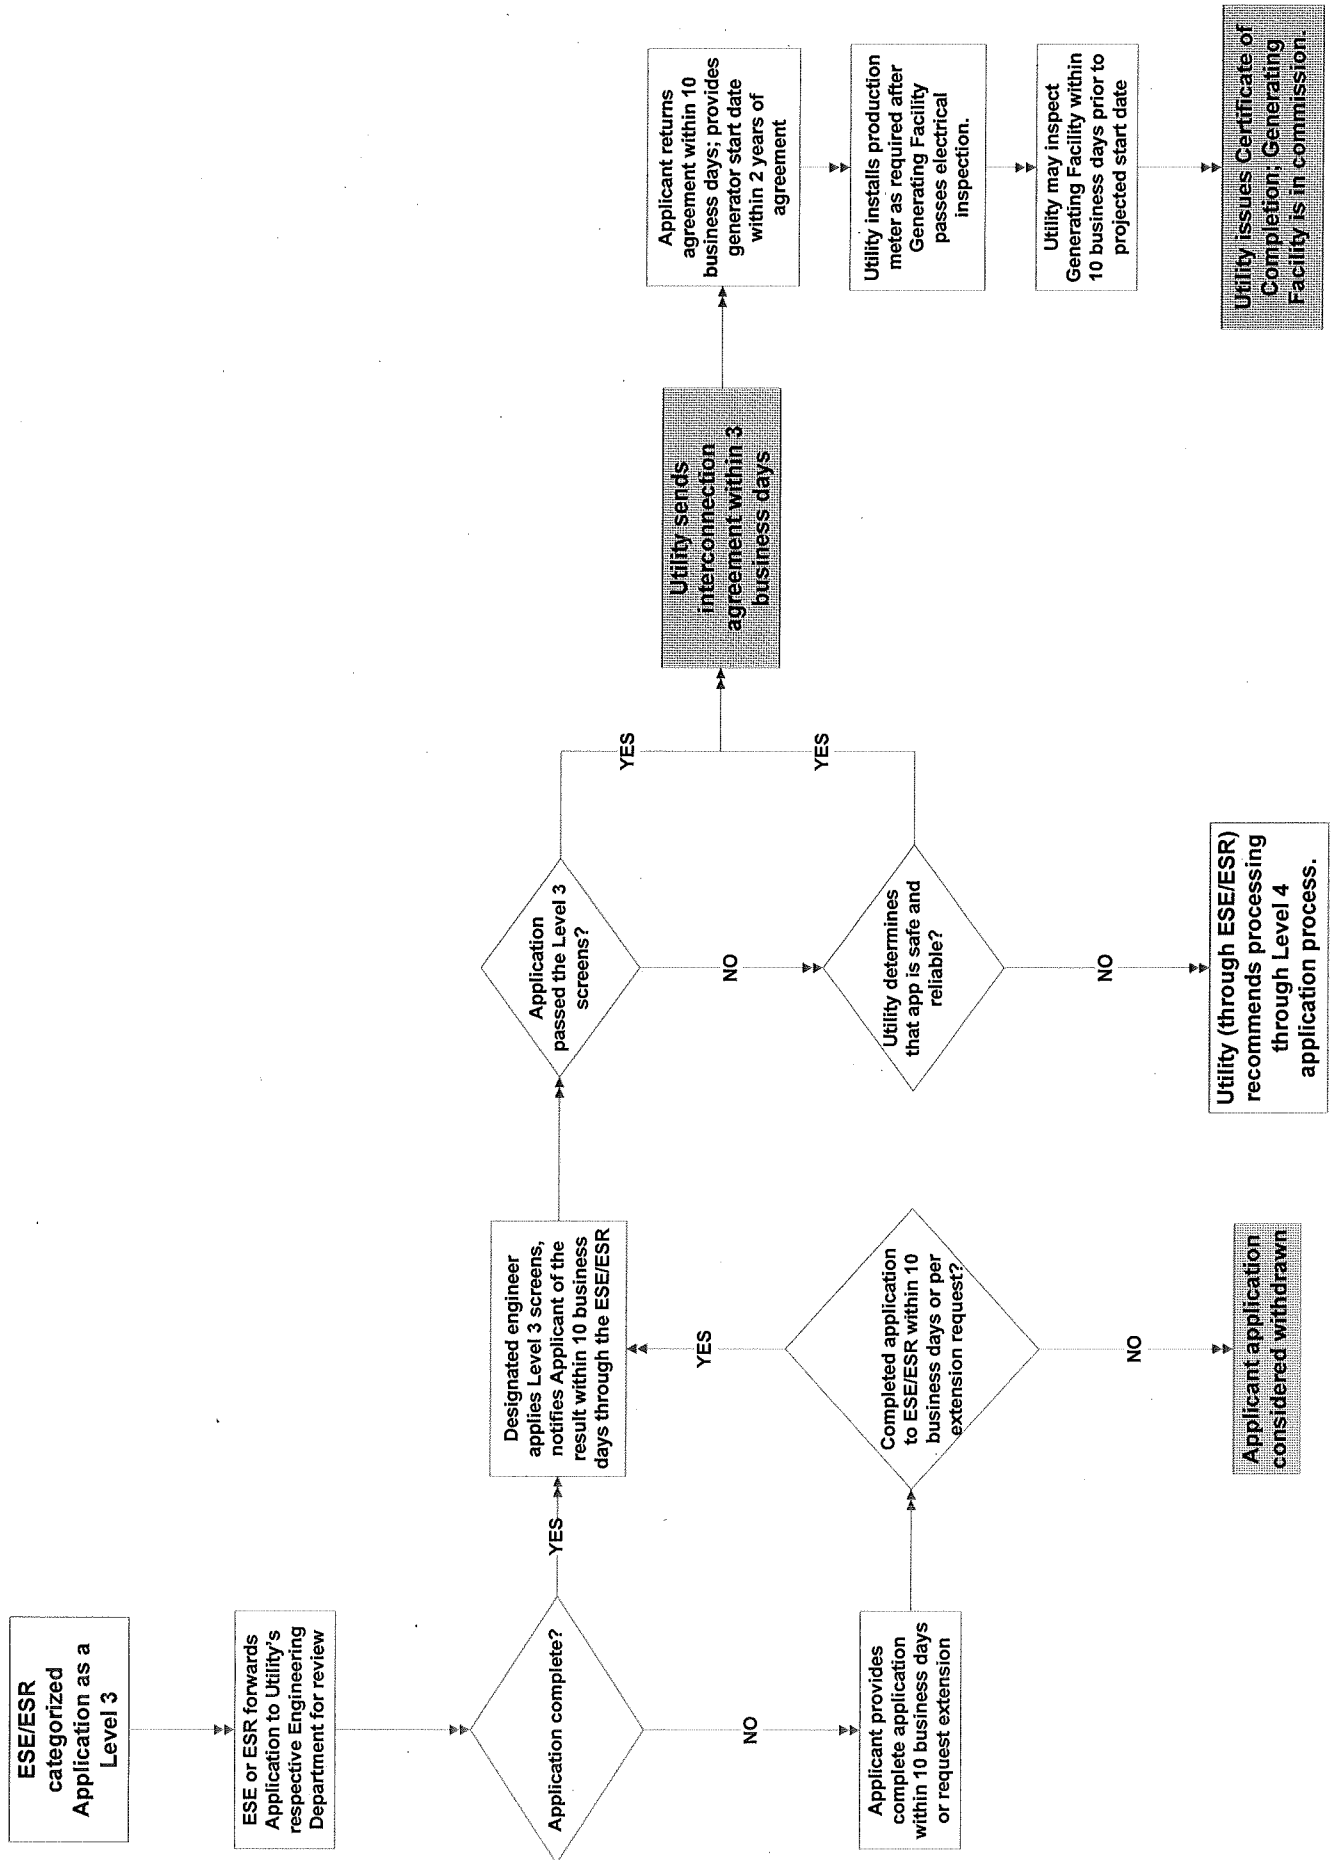 ESE/ESR
categorized
Application as a
Level 3
ESE or ESR forwards
Application to Utility's
respective Engineering
Department for review
Application complete?
YES
NO
Applicant provides
complete application
within 10 business days
or request extension
Designated engineer
applies Level 3 screens,
notifies Applicant of the
result within 10 business
days through the ESE/ESR
YES
Completed application
to ESE/ESR within 10
business days or per
extension request?
NO
Applicant application
considered withdrawn
Application
passed the Level 3
screens?
YES
NO
Utility determines
that app is safe and
reliable?
YES
NO
Utility (through ESE/ESR)
recommends processing
through Level 4
application process.
Utility sends
interconnection
agreement within 3
business days
Applicant returns
agreement within 10
business days; provides
generator start date
within 2 years of
agreement
Utility installs production
meter as required after
Generating Facility
passes electrical
inspection.
Utility may inspect
Generating Facility within
10 business days prior to
projected start date
Utility issues Certificate of
Completion; Generating
Facility is in commission.